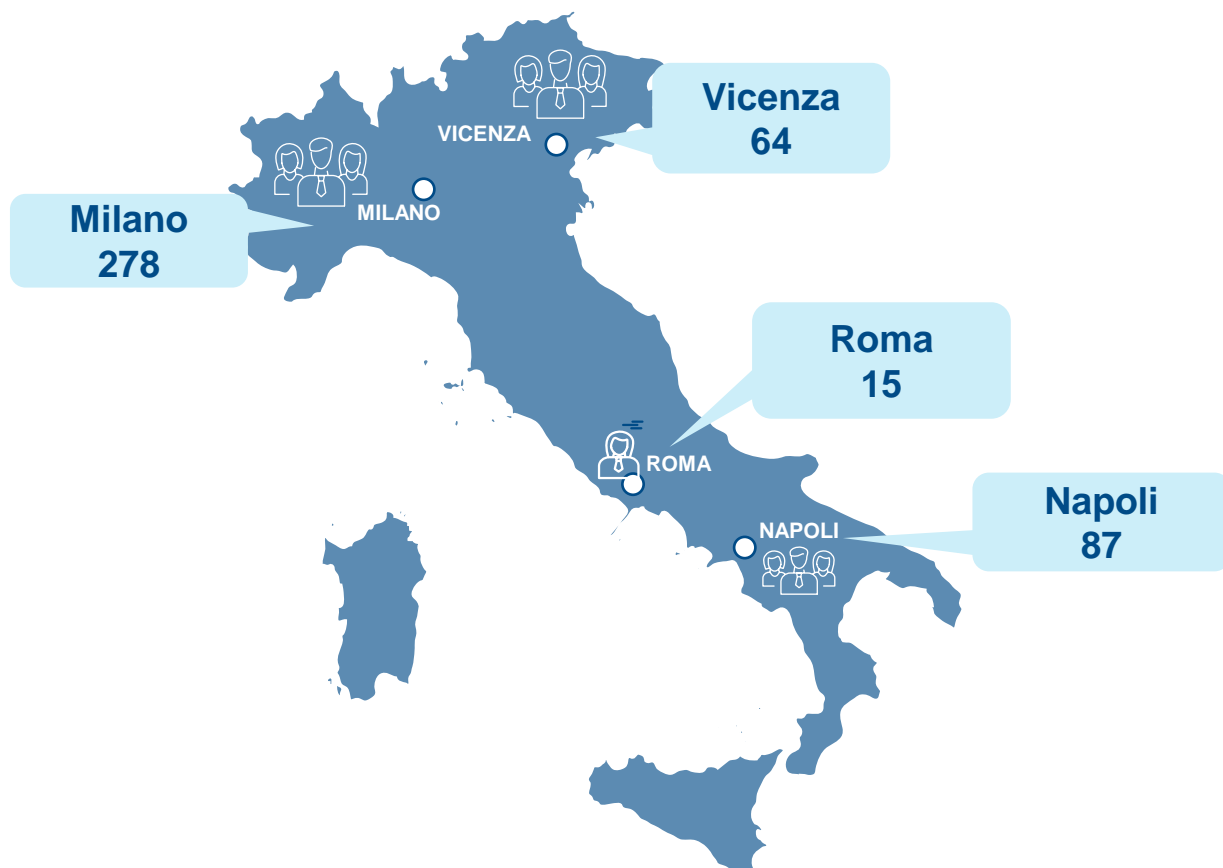 Vicenza
64
VICENZA
Milano
278
MILANO
Roma
15
ROMA
Napoli
87
NAPOLI